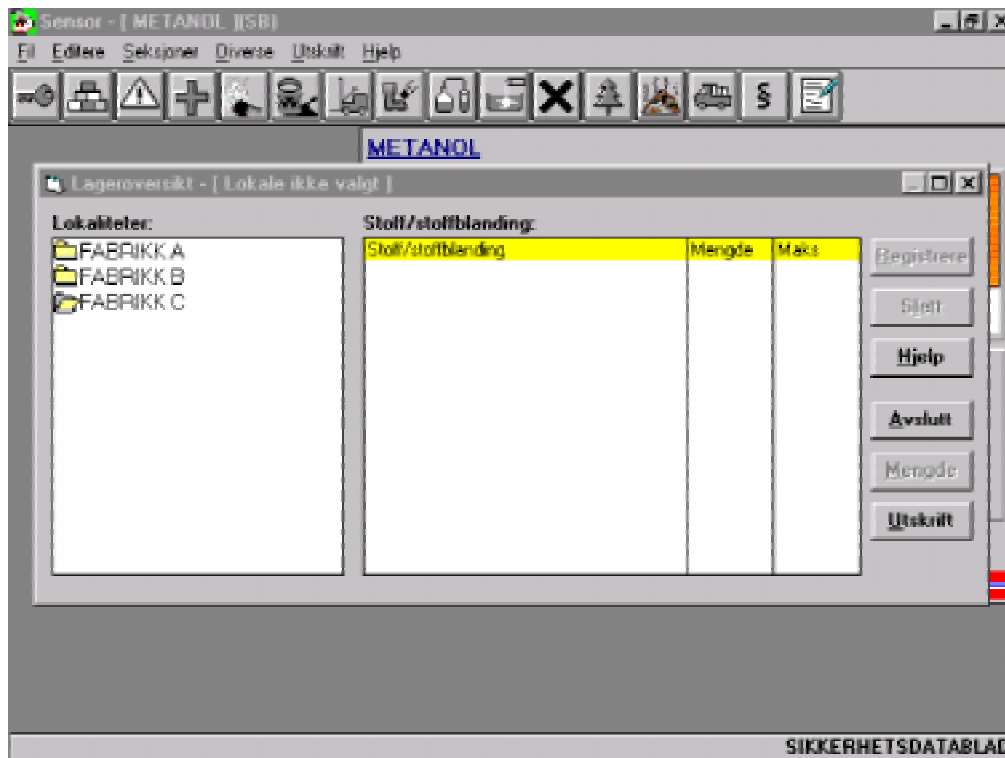 Sensor - [ METANOL ](SB)
Fil Editere Seksjoner Diverse Utskrift Hjelp
§
METANOL
Lageroversikt - [ Lokale ikke valgt ]
Lokaliteter:
Stoff/stoffblanding:
FABRIKK A
FABRIKK B
FABRIKK C
Stoff/stoffblanding Mengde Maks
Registrere
Slett
Hjelp
Avslutt
Mengde
Utskrift
SIKKERHETSDATABLAD